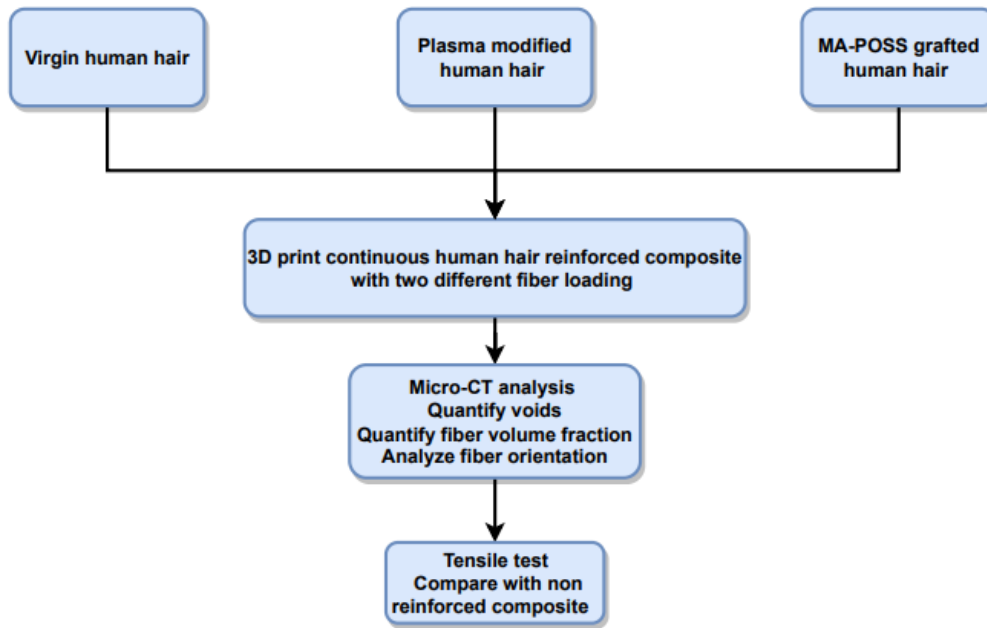 Virgin human hair
Plasma modified
human hair
MA-POSS grafted
human hair
3D print continuous human hair reinforced composite
with two different fiber loading
Micro-CT analysis
Quantify voids
Quantify fiber volume fraction
Analyze fiber orientation
Tensile test
Compare with non
reinforced composite